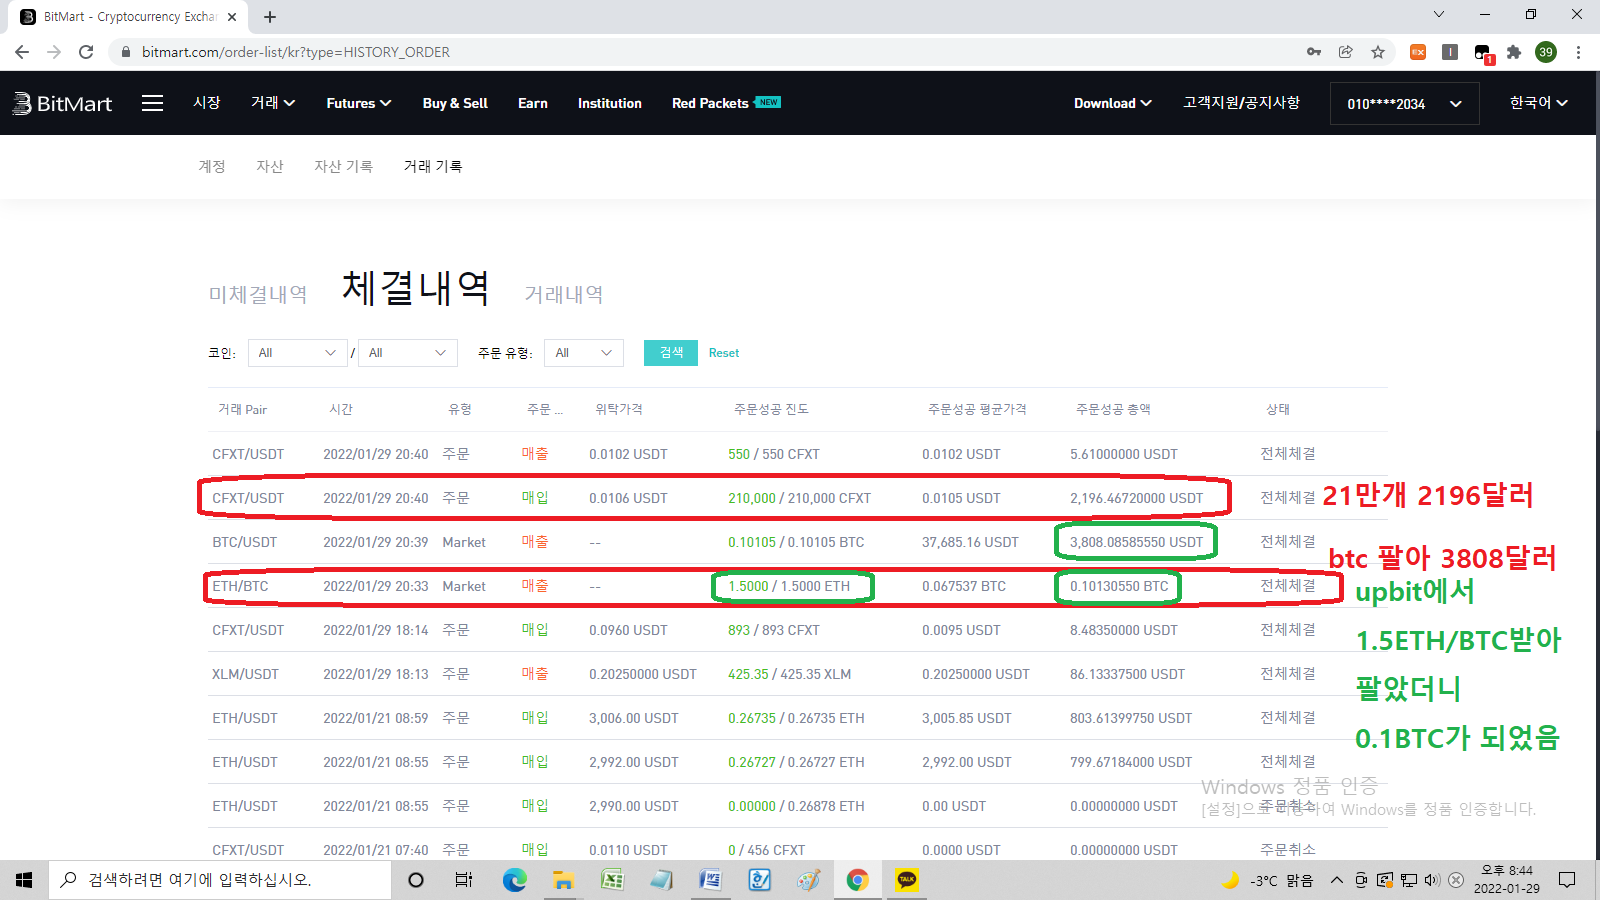 BitMart - Cryptocurrency Exchan
bitmart.com/order-list/kr?type=HISTORY_ORDER
EX
1
39
BitMart 시장 거래 Futures Buy & Sell Earn Institution Red Packets NEW Download 고객지원/공지사항 010****2034 한국어
계정 자산 자산 기록 거래 기록
미체결내역 체결내역 거래내역
코인: All / All 주문 유형: All 검색 Reset
거래 Pair 시간 유형 주문 ... 위탁가격 주문성공 진도 주문성공 평균가격 주문성공 총액 상태
CFXT/USDT 2022/01/29 20:40 주문 매출 0.0102 USDT 550 / 550 CFXT 0.0102 USDT 5.61000000 USDT 전체체결
CFXT/USDT 2022/01/29 20:40 주문 매입 0.0106 USDT 210,000 / 210,000 CFXT 0.0105 USDT 2,196.46720000 USDT 전체체결 21만개 2196달러
BTC/USDT 2022/01/29 20:39 Market 매출 -- 0.10105 / 0.10105 BTC 37,685.16 USDT 3,808.08585550 USDT 전체체결
btc 팔아 3808달러
ETH/BTC 2022/01/29 20:33 Market 매출 -- 1.5000 / 1.5000 ETH 0.067537 BTC 0.10130550 BTC 전체체결
upbit에서
CFXT/USDT 2022/01/29 18:14 주문 매입 0.0960 USDT 893 / 893 CFXT 0.0095 USDT 8.48350000 USDT 전체체결
1.5ETH/BTC받아
XLM/USDT 2022/01/29 18:13 주문 매출 0.20250000 USDT 425.35 / 425.35 XLM 0.20250000 USDT 86.13337500 USDT 전체체결
팔았더니
ETH/USDT 2022/01/21 08:59 주문 매입 3,006.00 USDT 0.26735 / 0.26735 ETH 3,005.85 USDT 803.61399750 USDT 전체체결
0.1BTC가 되었음
ETH/USDT 2022/01/21 08:55 주문 매입 2,992.00 USDT 0.26727 / 0.26727 ETH 2,992.00 USDT 799.67184000 USDT 전체체결
Windows 정품 인증
ETH/USDT 2022/01/21 08:55 주문 매입 2,990.00 USDT 0.00000 / 0.26878 ETH 0.00 USDT 0.00000000 USDT 주문취소
[설정]으로 이동하여 Windows를 정품 인증합니다.
CFXT/USDT 2022/01/21 07:40 주문 매입 0.0110 USDT 0 / 456 CFXT 0.0000 USDT 0.00000000 USDT 주문취소
검색하려면 여기에 입력하십시오.
TALK
-3°C 맑음
오후 8:44
2022-01-29